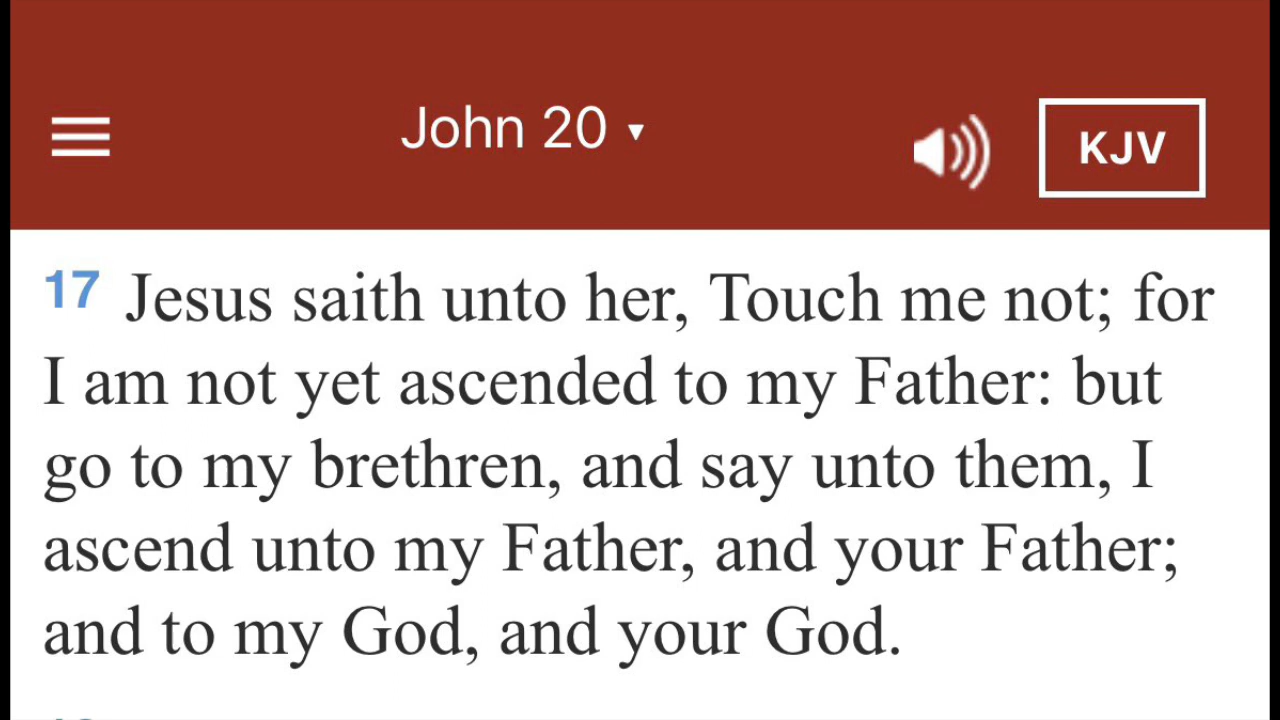 John 20 ▾
KJV
17 Jesus saith unto her, Touch me not; for
I am not yet ascended to my Father: but
go to my brethren, and say unto them, I
ascend unto my Father, and your Father;
and to my God, and your God.